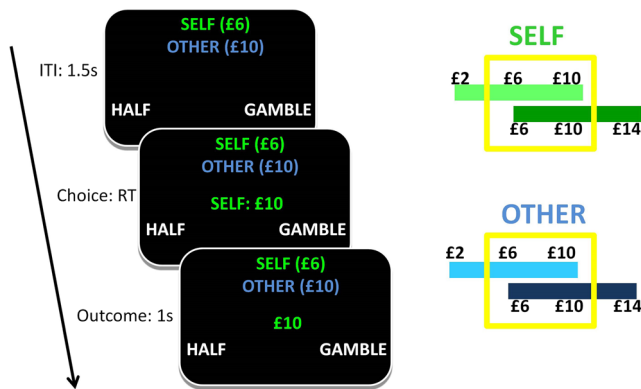 ITI: 1.5s
SELF (£6)
OTHER (£10)
HALF GAMBLE
Choice: RT
SELF (£6)
OTHER (£10)
SELF: £10
HALF GAMBLE
Outcome: 1s
SELF (£6)
OTHER (£10)
£10
HALF GAMBLE
SELF
£2 £6 £10
£6 £10 £14
OTHER
£2 £6 £10
£6 £10 £14